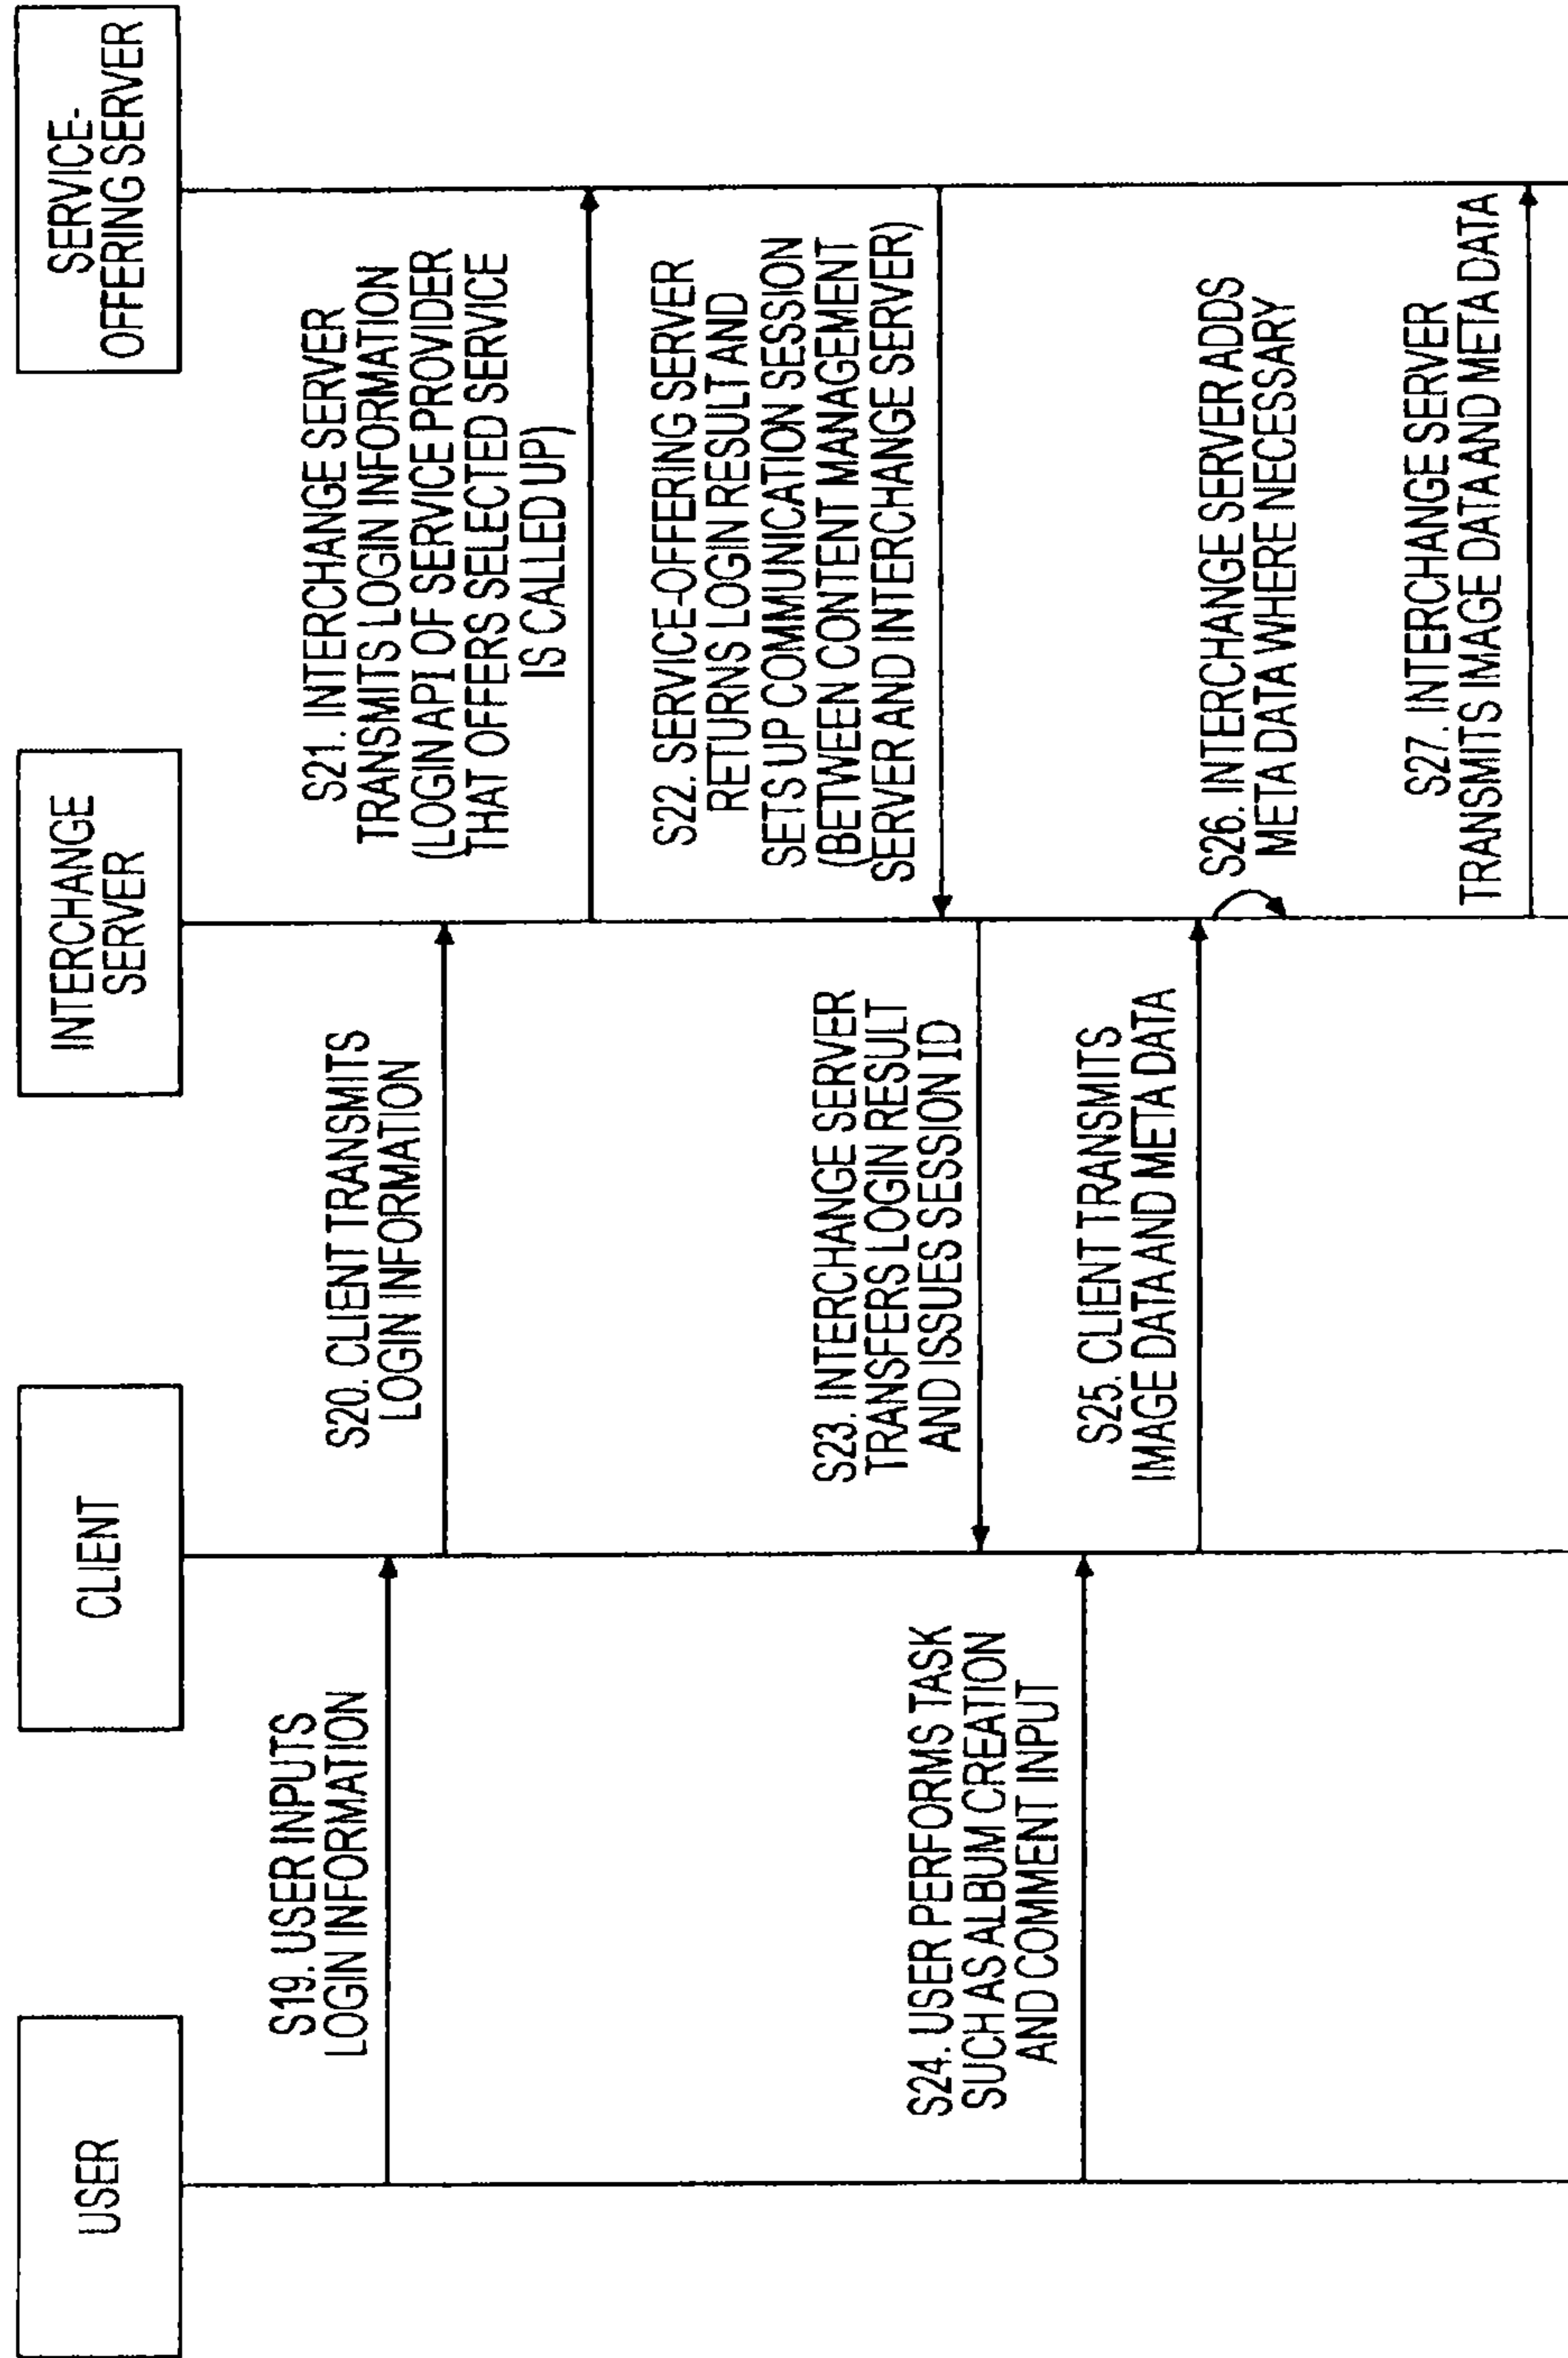 USER
CLIENT
INTERCHANGE
SERVER
SERVICE-
OFFERING SERVER
S19. USER INPUTS
LOGIN INFORMATION
S20. CLIENT TRANSMITS
LOGIN INFORMATION
S21. INTERCHANGE SERVER
TRANSMITS LOGIN INFORMATION
(LOGIN API OF SERVICE PROVIDER
THAT OFFERS SELECTED SERVICE
IS CALLED UP)
S22. SERVICE-OFFERING SERVER
RETURNS LOGIN RESULT AND
SETS UP COMMUNICATION SESSION
(BETWEEN CONTENT MANAGEMENT
SERVER AND INTERCHANGE SERVER)
S23. INTERCHANGE SERVER
TRANSFERS LOGIN RESULT
AND ISSUES SESSION ID
S24. USER PERFORMS TASK
SUCH AS ALBUM CREATION
AND COMMENT INPUT
S25. CLIENT TRANSMITS
IMAGE DATA AND META DATA
S26. INTERCHANGE SERVER ADDS
META DATA WHERE NECESSARY
S27. INTERCHANGE SERVER
TRANSMITS IMAGE DATA AND META DATA